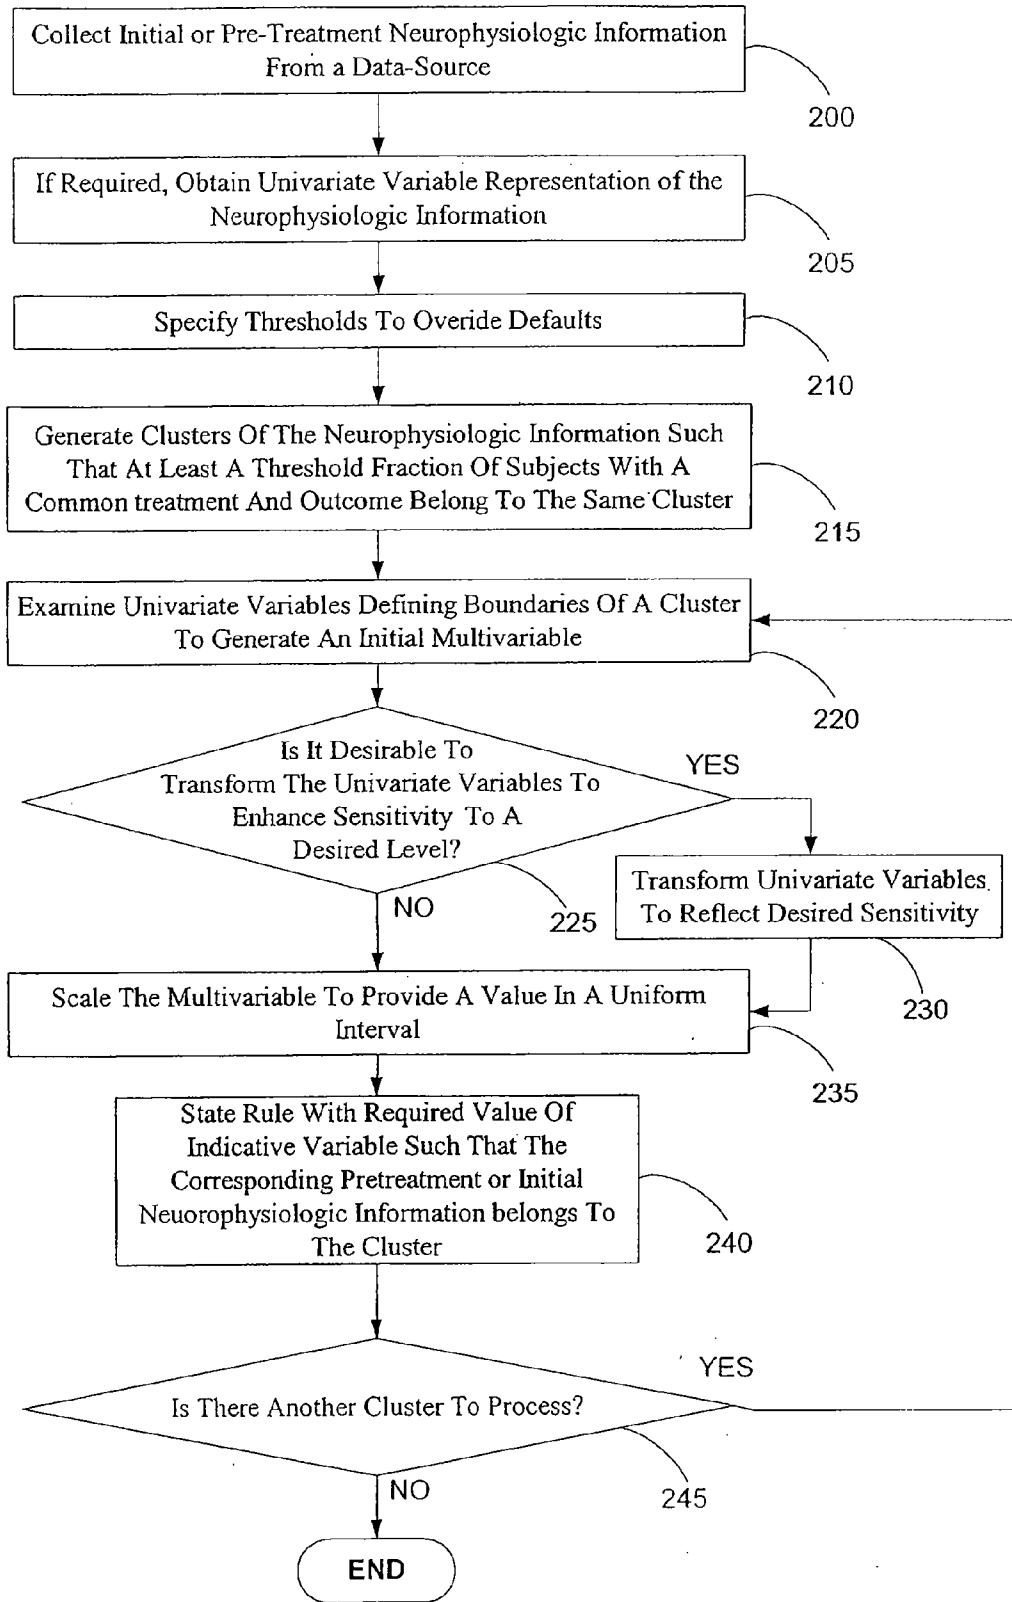 Collect Initial or Pre-Treatment Neurophysiologic Information
From a Data-Source
200
If Required, Obtain Univariate Variable Representation of the
Neurophysiologic Information
205
Specify Thresholds To Overide Defaults
210
Generate Clusters Of The Neurophysiologic Information Such
That At Least A Threshold Fraction Of Subjects With A
Common treatment And Outcome Belong To The Same Cluster
215
Examine Univariate Variables Defining Boundaries Of A Cluster
To Generate An Initial Multivariable
220
Is It Desirable To
Transform The Univariate Variables To
Enhance Sensitivity To A
Desired Level?
YES
NO
225
Transform Univariate Variables
To Reflect Desired Sensitivity
230
Scale The Multivariable To Provide A Value In A Uniform
Interval
235
State Rule With Required Value Of
Indicative Variable Such That The
Corresponding Pretreatment or Initial
Neuorophysiologic Information belongs To
The Cluster
240
Is There Another Cluster To Process?
YES
NO
245
END